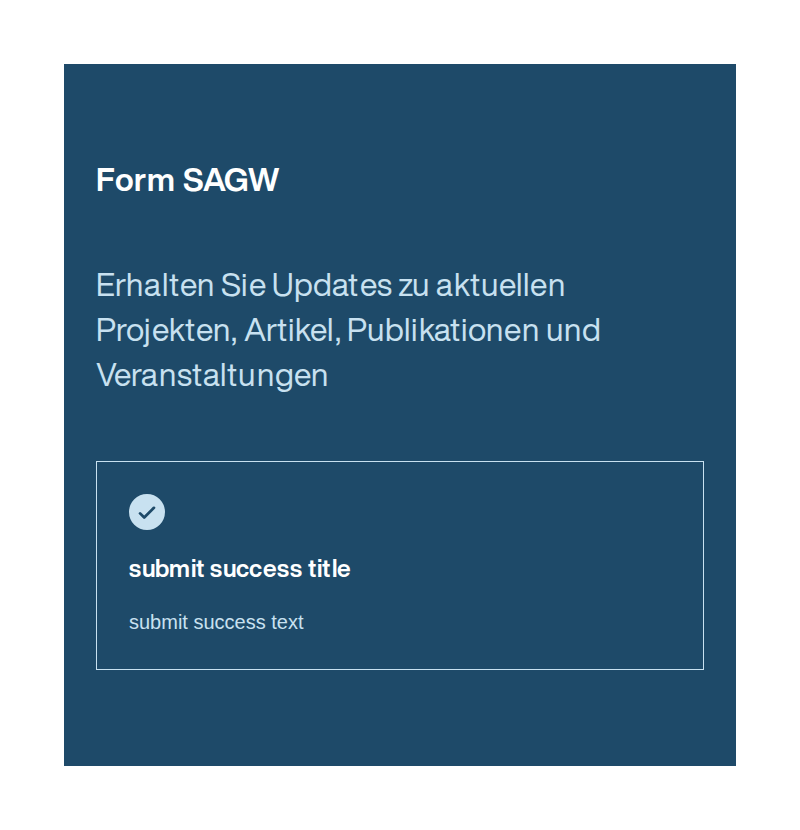 Form SAGW
Erhalten Sie Updates zu aktuellen
Projekten, Artikel, Publikationen und
Veranstaltungen
submit success title
submit success text